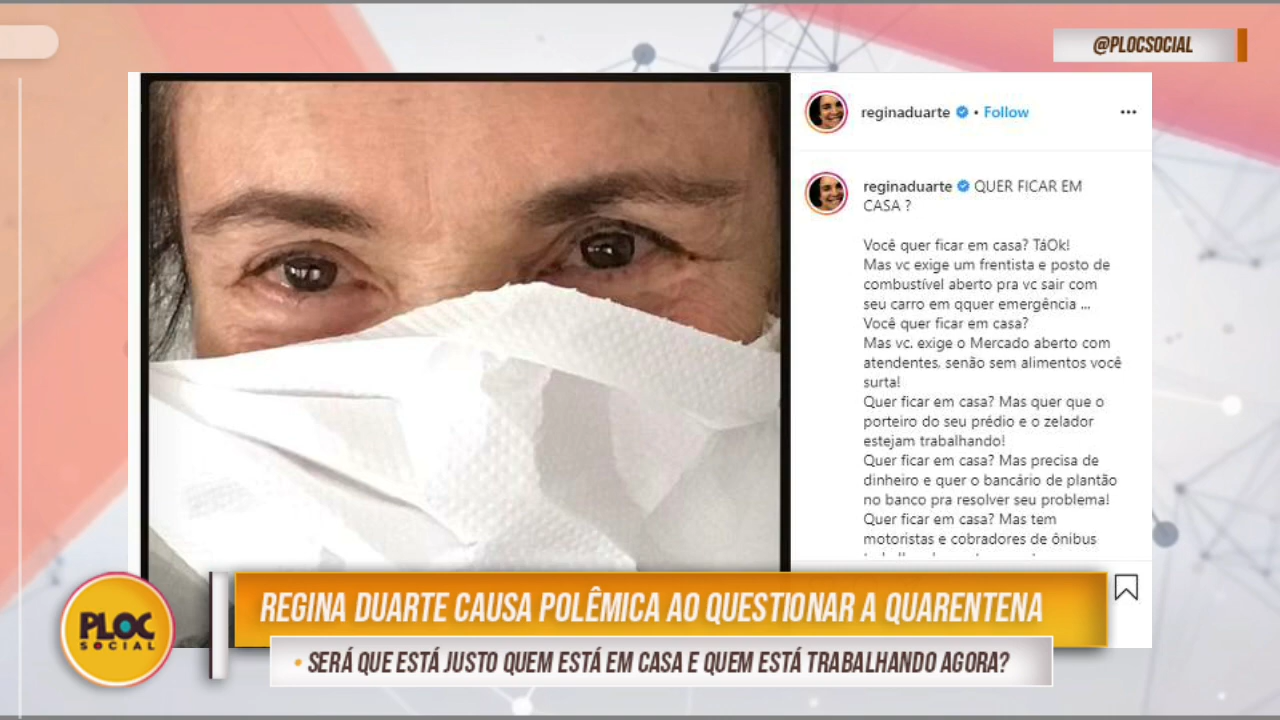 @PLOCSOCIAL
reginaduarte • Follow
reginaduarte QUER FICAR EM
CASA ?
Você quer ficar em casa? TáOk!
Mas vc exige um frentista e posto de
combustível aberto pra vc sair com
seu carro em qquer emergência ...
Você quer ficar em casa?
Mas vc. exige o Mercado aberto com
atendentes, senão sem alimentos você
surta!
Quer ficar em casa? Mas quer que o
porteiro do seu prédio e o zelador
estejam trabalhando!
Quer ficar em casa? Mas precisa de
dinheiro e quer o bancário de plantão
no banco pra resolver seu problema!
Quer ficar em casa? Mas tem
motoristas e cobradores de ônibus
PLOC
SOCIAL
REGINA DUARTE CAUSA POLÊMICA AO QUESTIONAR A QUARENTENA
• SERÁ QUE ESTÁ JUSTO QUEM ESTÁ EM CASA E QUEM ESTÁ TRABALHANDO AGORA?